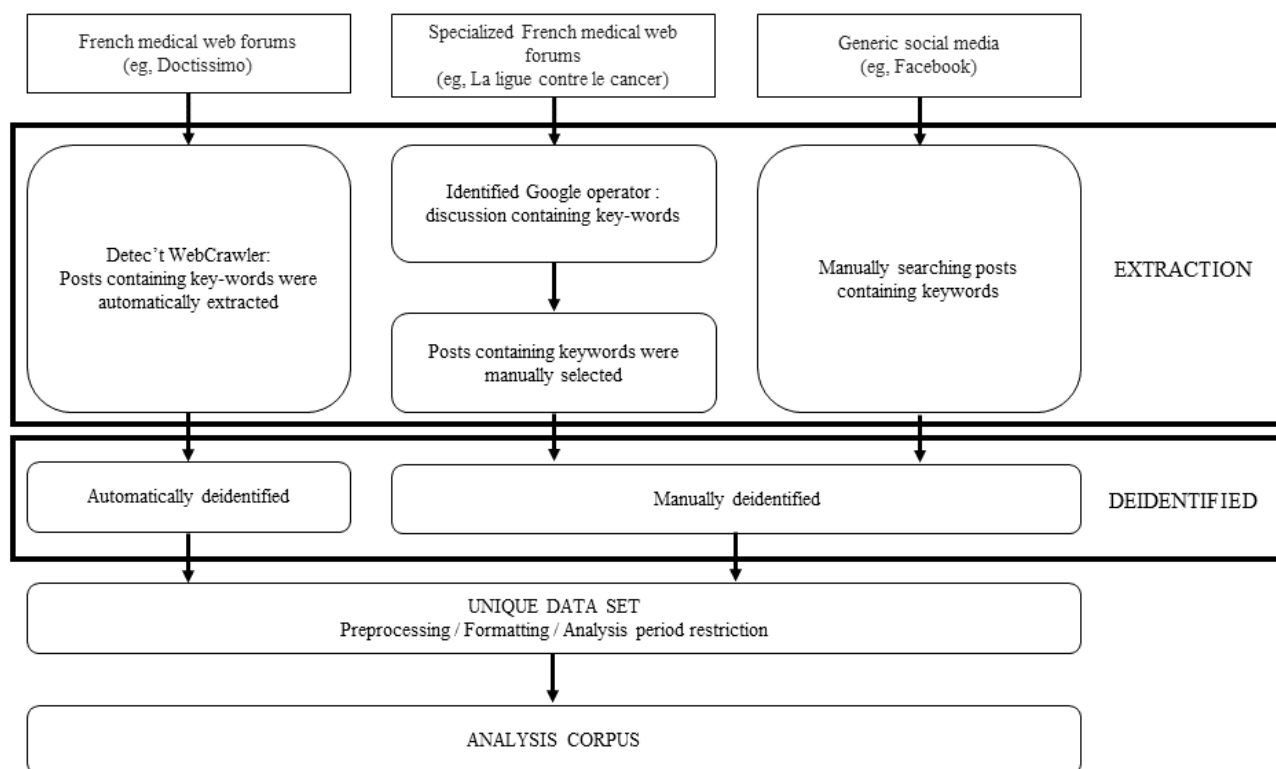 French medical web forums
(eg, Doctissimo)
Specialized French medical web
forums
(eg, La ligue contre le cancer)
Generic social media
(eg, Facebook)
Detec’t WebCrawler:
Posts containing key-words were
automatically extracted
Identified Google operator :
discussion containing key-words
Posts containing keywords were
manually selected
Manually searching posts
containing keywords
EXTRACTION
Automatically deidentified
Manually deidentified
DEIDENTIFIED
UNIQUE DATA SET
Preprocessing / Formatting / Analysis period restriction
ANALYSIS CORPUS